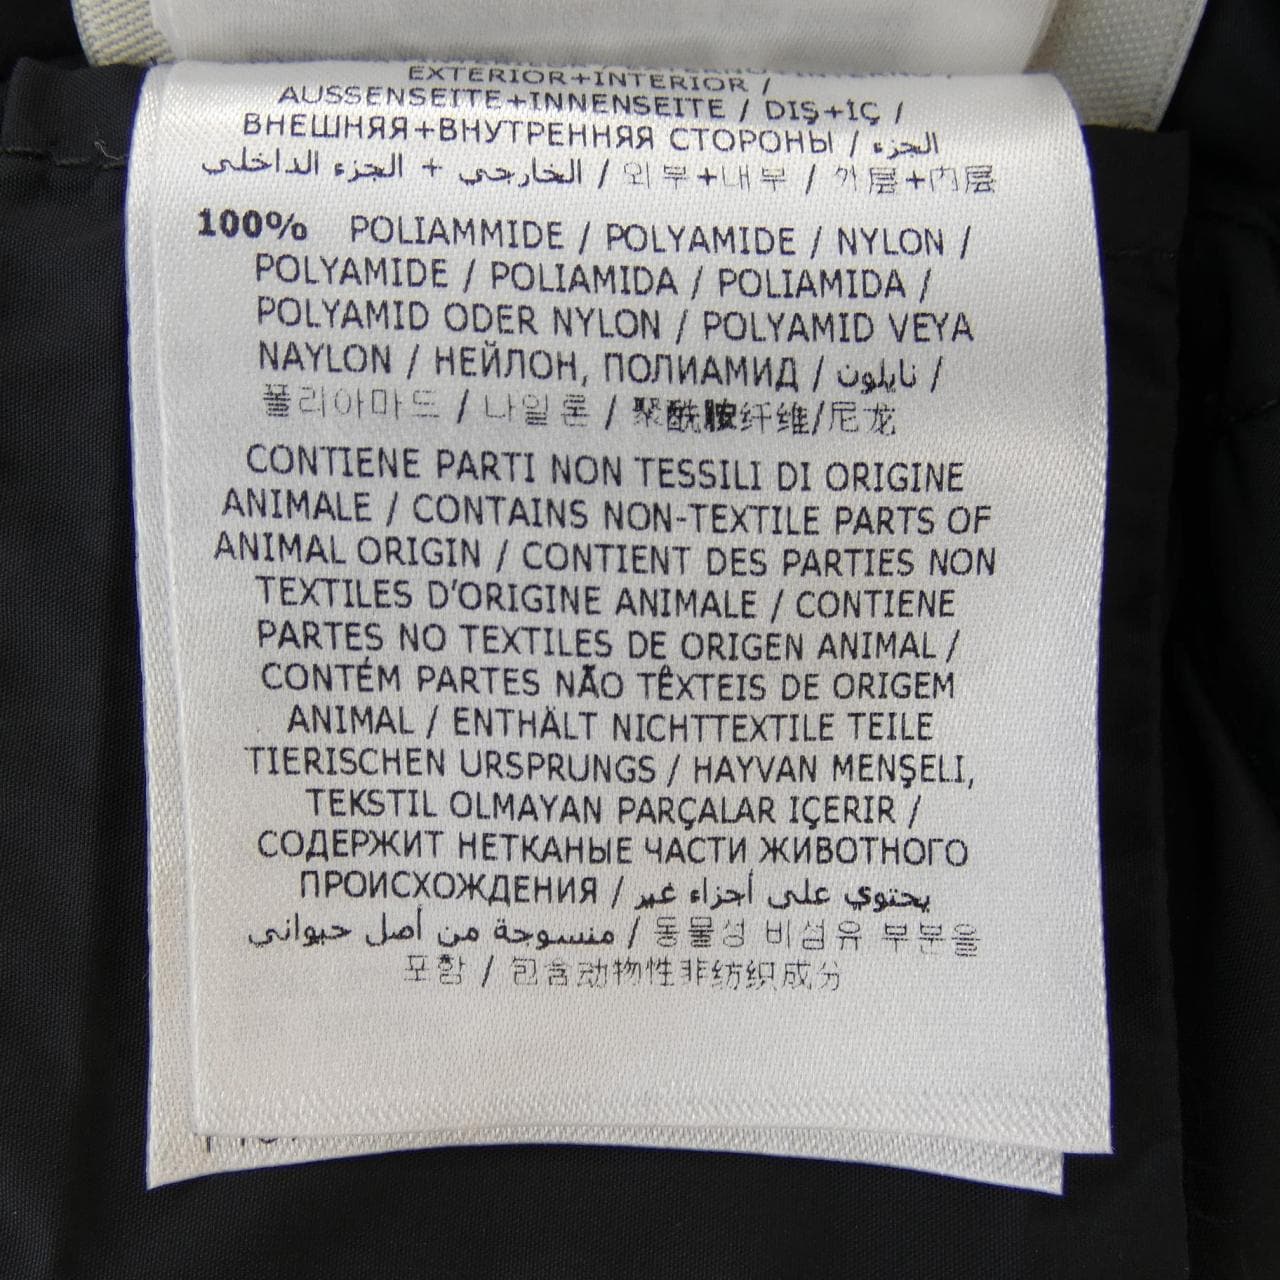 EXTERIOR+INTERIOR /
AUSSENSEITE+INNENSEITE / DIŞ+İÇ /
ВНЕШНЯЯ+ВНУТРЕННЯЯ СТОРОНЫ / الجزء
الخارجي + الجزء الداخلي / 외부+내부 / 外层+内层
100% POLIAMMIDE / POLYAMIDE / NYLON /
POLYAMIDE / POLIAMIDA / POLIAMIDA /
POLYAMID ODER NYLON / POLYAMID VEYA
NAYLON / НЕЙЛОН, ПОЛИАМИД / نايلون /
폴리아마드 / 나일론 / 聚酰胺纤维/尼龙
CONTIENE PARTI NON TESSILI DI ORIGINE
ANIMALE / CONTAINS NON-TEXTILE PARTS OF
ANIMAL ORIGIN / CONTIENT DES PARTIES NON
TEXTILES D'ORIGINE ANIMALE / CONTIENE
PARTES NO TEXTILES DE ORIGEN ANIMAL /
CONTÉM PARTES NÃO TÊXTEIS DE ORIGEM
ANIMAL / ENTHÄLT NICHTTEXTILE TEILE
TIERISCHEN URSPRUNGS / HAYVAN MENŞELI,
TEKSTIL OLMAYAN PARÇALAR IÇERIR /
СОДЕРЖИТ НЕТКАНЫЕ ЧАСТИ ЖИВОТНОГО
ПРОИСХОЖДЕНИЯ / يحتوي على أجزاء غير
منسوجة من أصل حيواني / 동물성 비섬유 부분을
포함 / 包含动物性非纺织成分